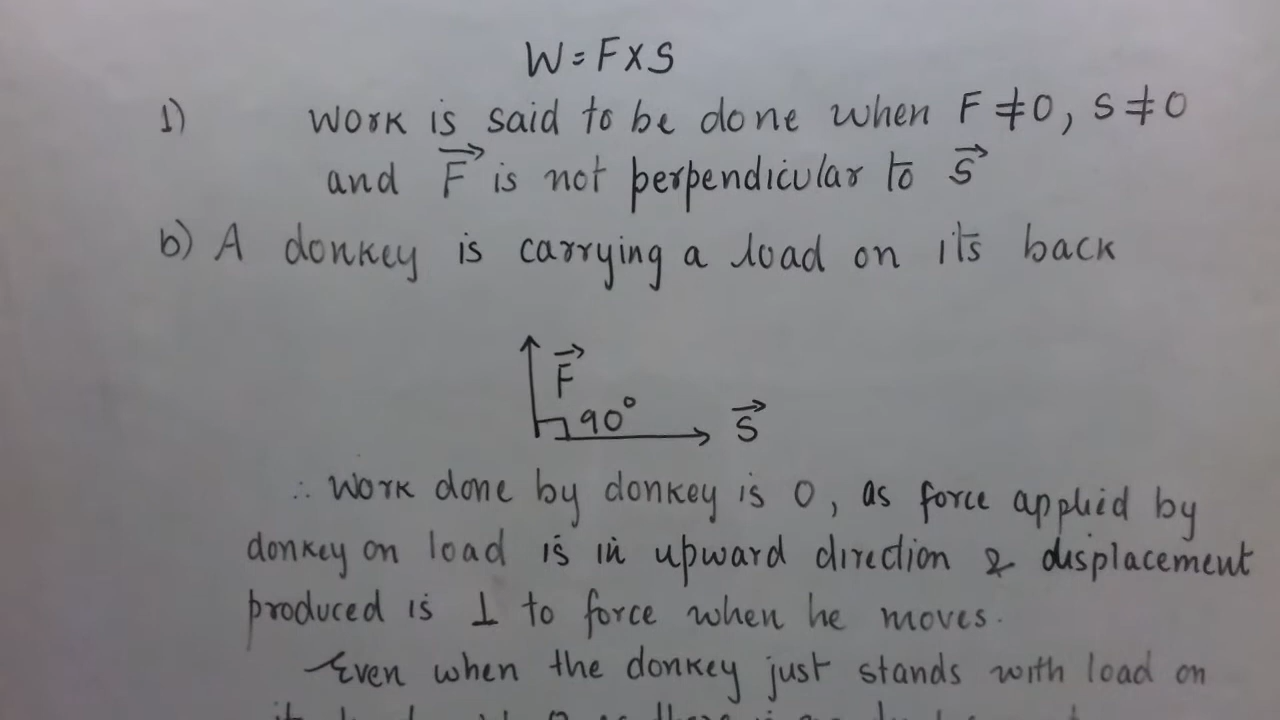 W = F X S
1) Work is said to be done when F ≠ 0, S ≠ 0
and F⃗ is not perpendicular to S⃗
b) A donkey is carrying a load on its back
F⃗
90° S⃗
∴ Work done by donkey is 0, as force applied by
donkey on load is in upward direction & displacement
produced is ⊥ to force when he moves.
Even when the donkey just stands with load on